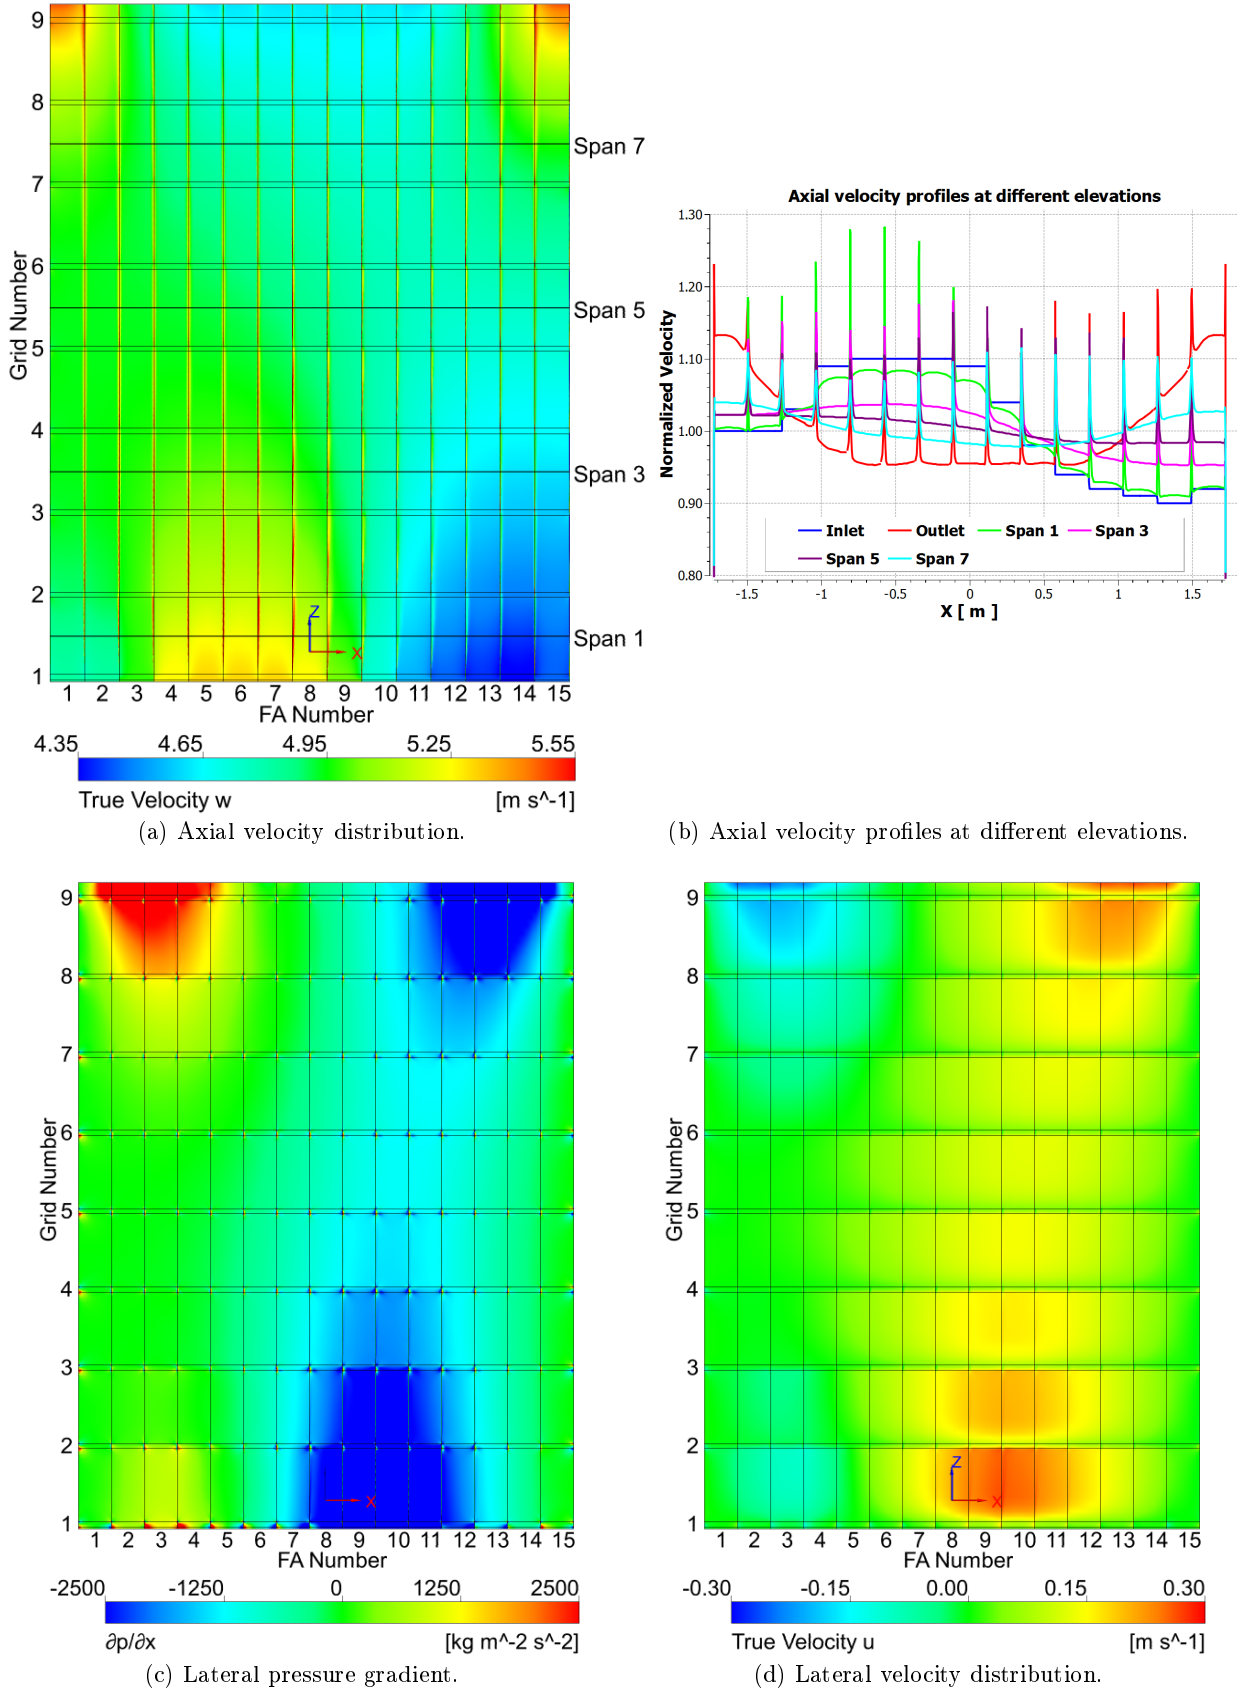 9
8
Span 7
7
6
Span 5
5
4
Span 3
3
2
Span 1
1
Grid Number
Z
X
1 2 3 4 5 6 7 8 9 10 11 12 13 14 15
FA Number
4.35 4.65 4.95 5.25 5.55
True Velocity w [m s^-1]
(a) Axial velocity distribution.
Axial velocity profiles at different elevations
1.30
1.20
1.10
1.00
0.90
0.80
Normalized Velocity
Inlet Outlet Span 1 Span 3
Span 5 Span 7
-1.5 -1 -0.5 0 0.5 1 1.5
X [ m ]
(b) Axial velocity profiles at different elevations.
9
8
7
6
5
4
3
2
1
Grid Number
X
1 2 3 4 5 6 7 8 9 10 11 12 13 14 15
FA Number
-2500 -1250 0 1250 2500
∂p/∂x [kg m^-2 s^-2]
(c) Lateral pressure gradient.
9
8
7
6
5
4
3
2
1
Grid Number
Z
X
1 2 3 4 5 6 7 8 9 10 11 12 13 14 15
FA Number
-0.30 -0.15 0.00 0.15 0.30
True Velocity u [m s^-1]
(d) Lateral velocity distribution.